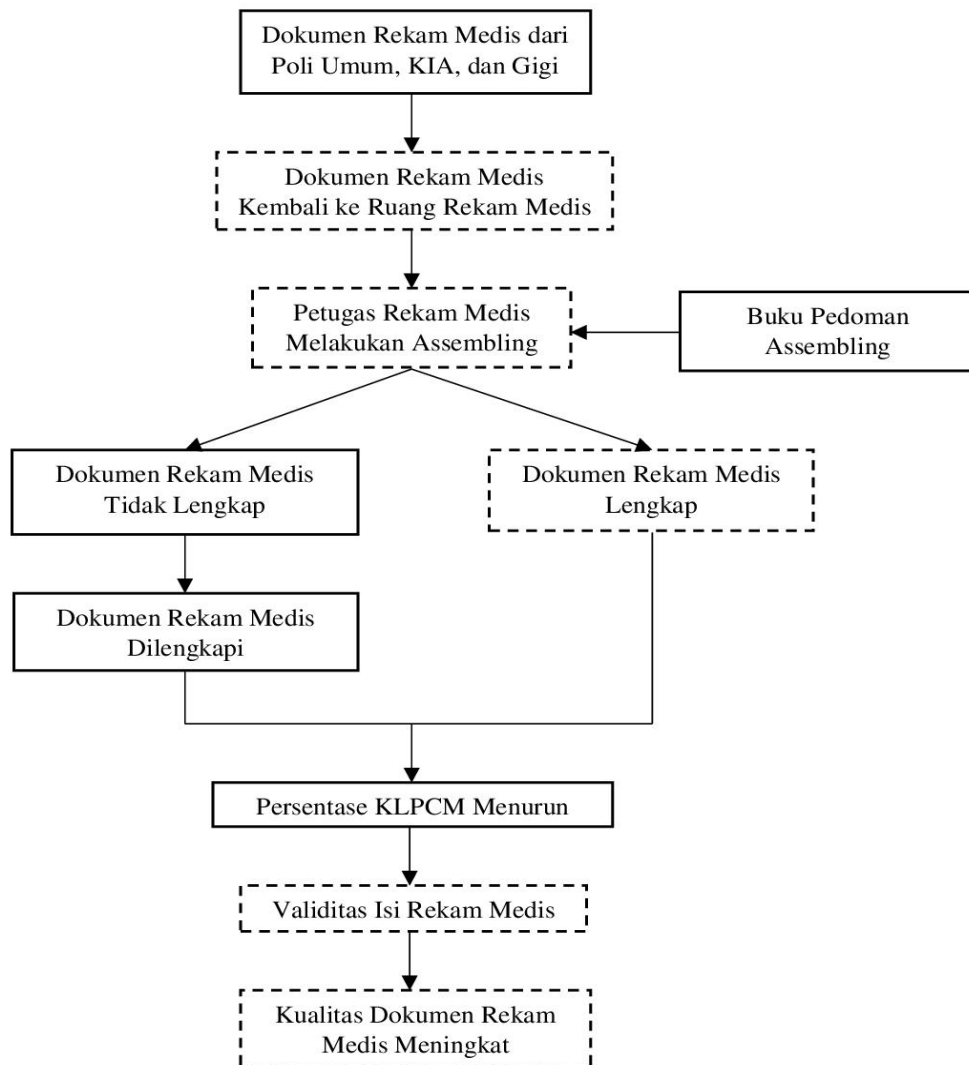 Dokumen Rekam Medis dari
Poli Umum, KIA, dan Gigi
Dokumen Rekam Medis
Kembali ke Ruang Rekam Medis
Petugas Rekam Medis
Melakukan Assembling
Buku Pedoman
Assembling
Dokumen Rekam Medis
Tidak Lengkap
Dokumen Rekam Medis
Lengkap
Dokumen Rekam Medis
Dilengkapi
Persentase KLPCM Menurun
Validitas Isi Rekam Medis
Kualitas Dokumen Rekam
Medis Meningkat